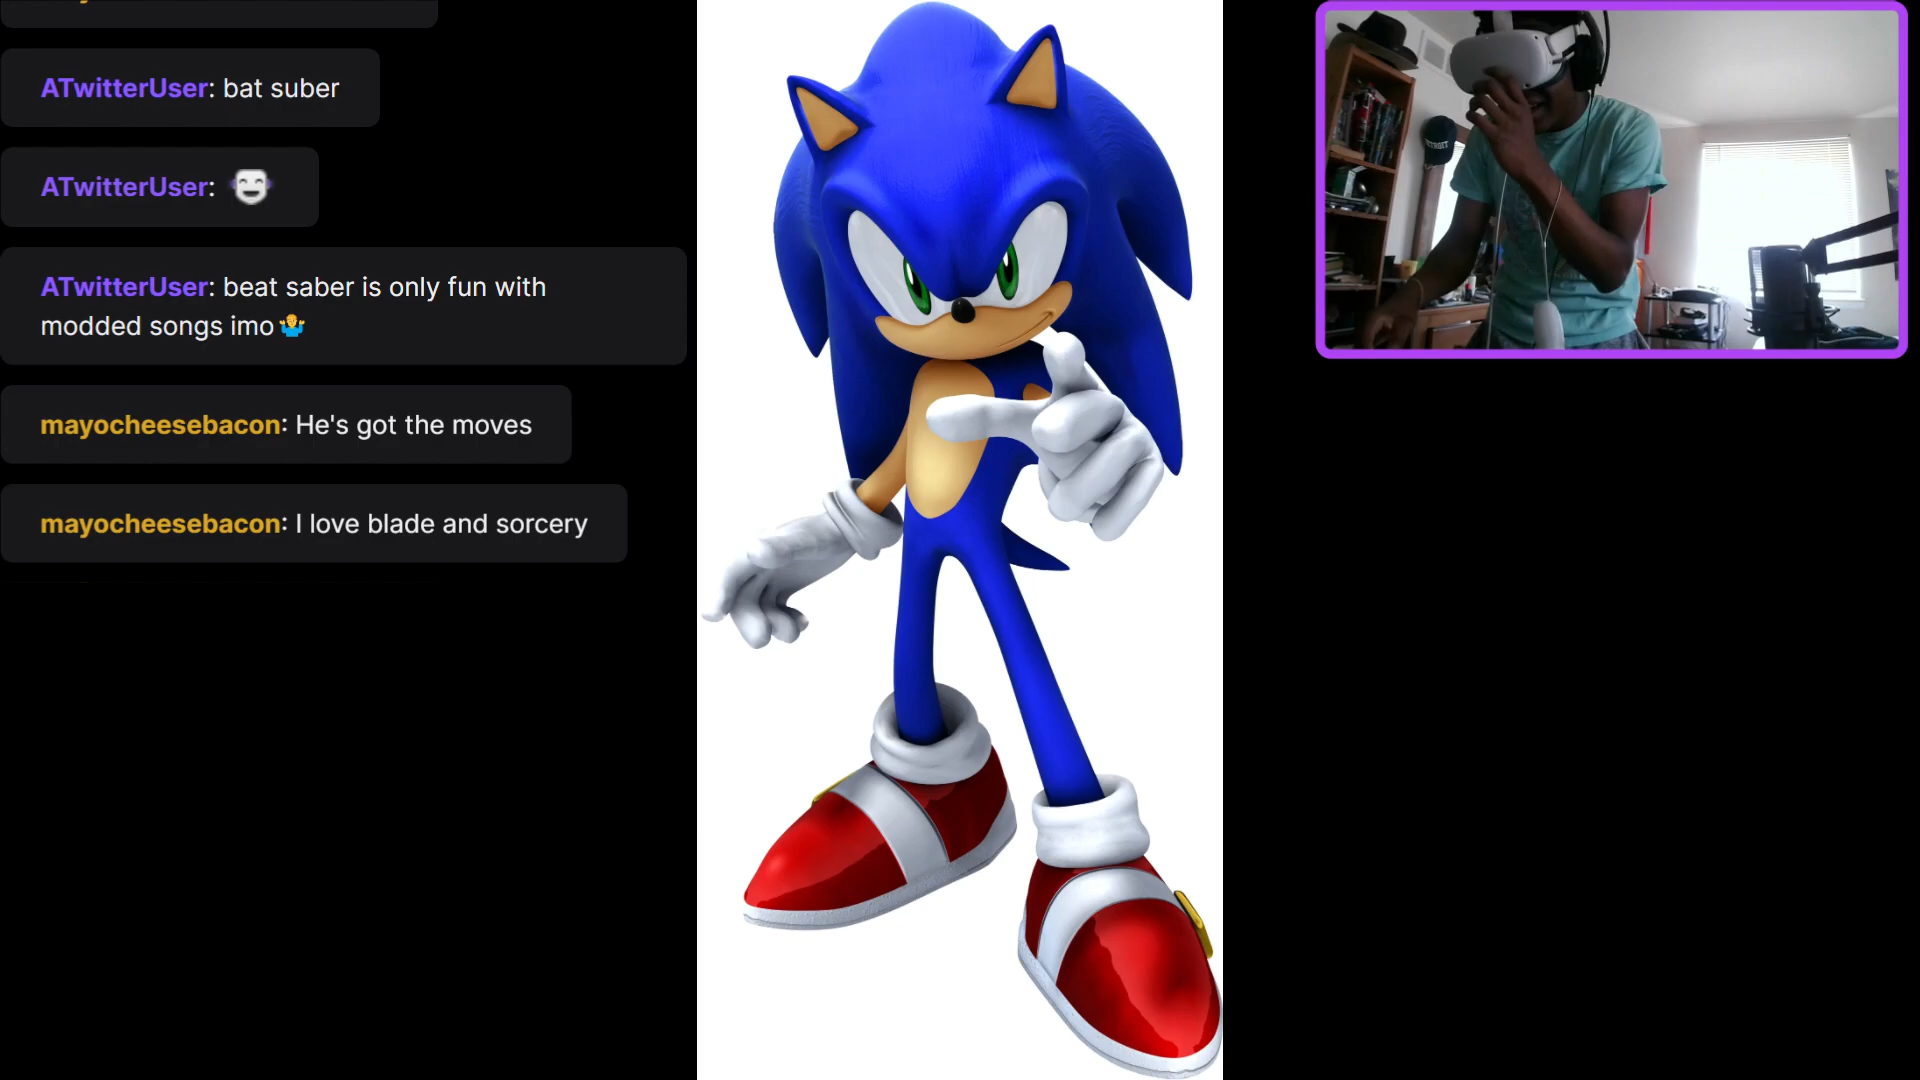 ATwitterUser: bat suber
ATwitterUser:
ATwitterUser: beat saber is only fun with
modded songs imo🤷
mayocheesebacon: He's got the moves
mayocheesebacon: I love blade and sorcery
DETROIT